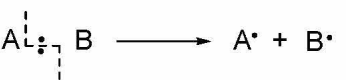 A : B ⟶ A• + B•